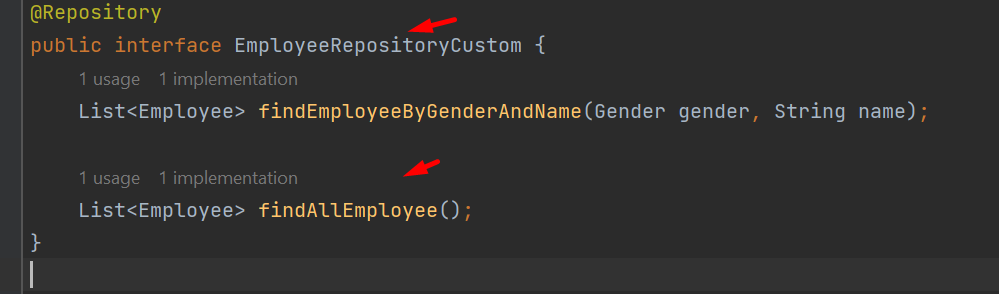 @Repository
public interface EmployeeRepositoryCustom {
1 usage 1 implementation
List<Employee> findEmployeeByGenderAndName(Gender gender, String name);
1 usage 1 implementation
List<Employee> findAllEmployee();
}